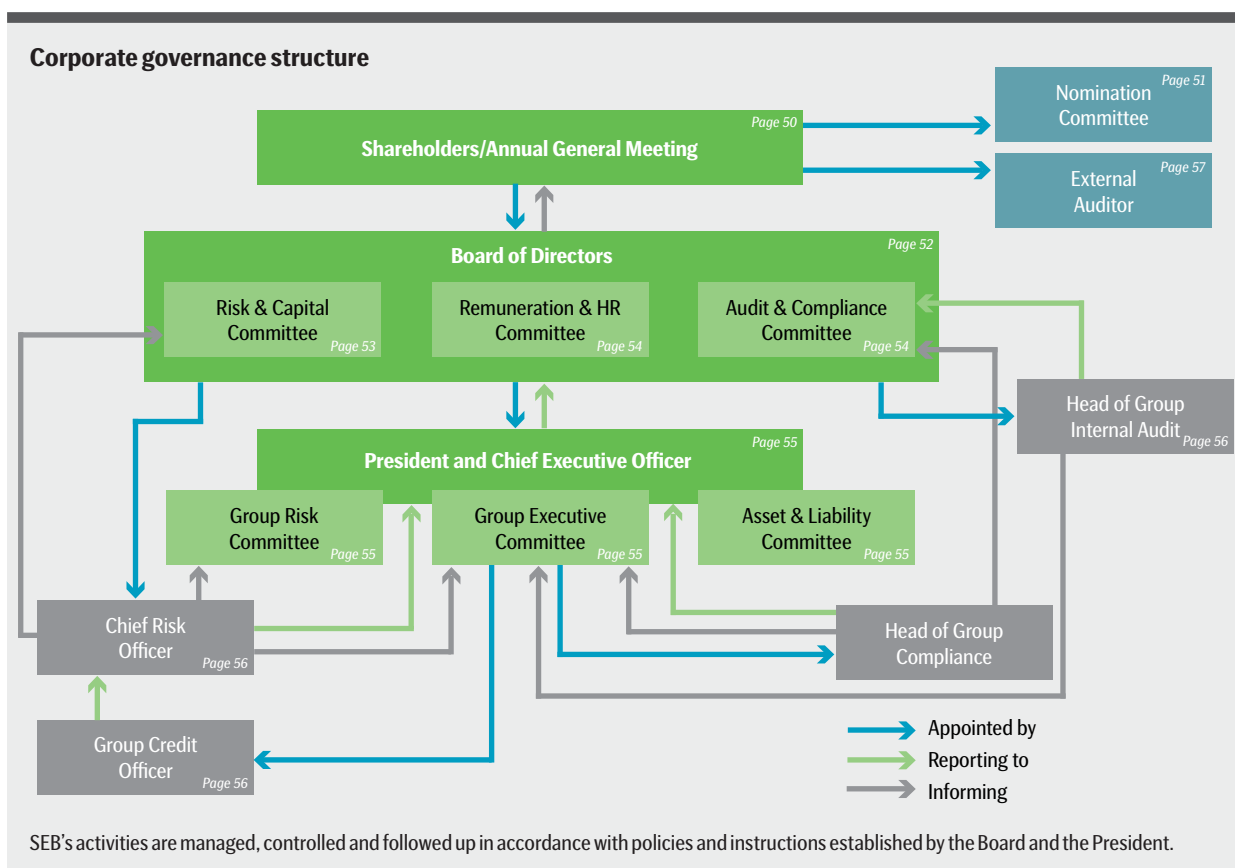 Corporate governance structure
Page 50
Shareholders/Annual General Meeting
Page 51
Nomination
Committee
Page 57
External
Auditor
Page 52
Board of Directors
Risk & Capital
Committee
Page 53
Remuneration & HR
Committee
Page 54
Audit & Compliance
Committee
Page 54
Head of Group
Internal Audit
Page 56
Page 55
President and Chief Executive Officer
Group Risk
Committee
Page 55
Group Executive
Committee
Page 55
Asset & Liability
Committee
Page 55
Chief Risk
Officer
Page 56
Head of Group
Compliance
Group Credit
Officer
Page 56
Appointed by
Reporting to
Informing
SEB's activities are managed, controlled and followed up in accordance with policies and instructions established by the Board and the President.